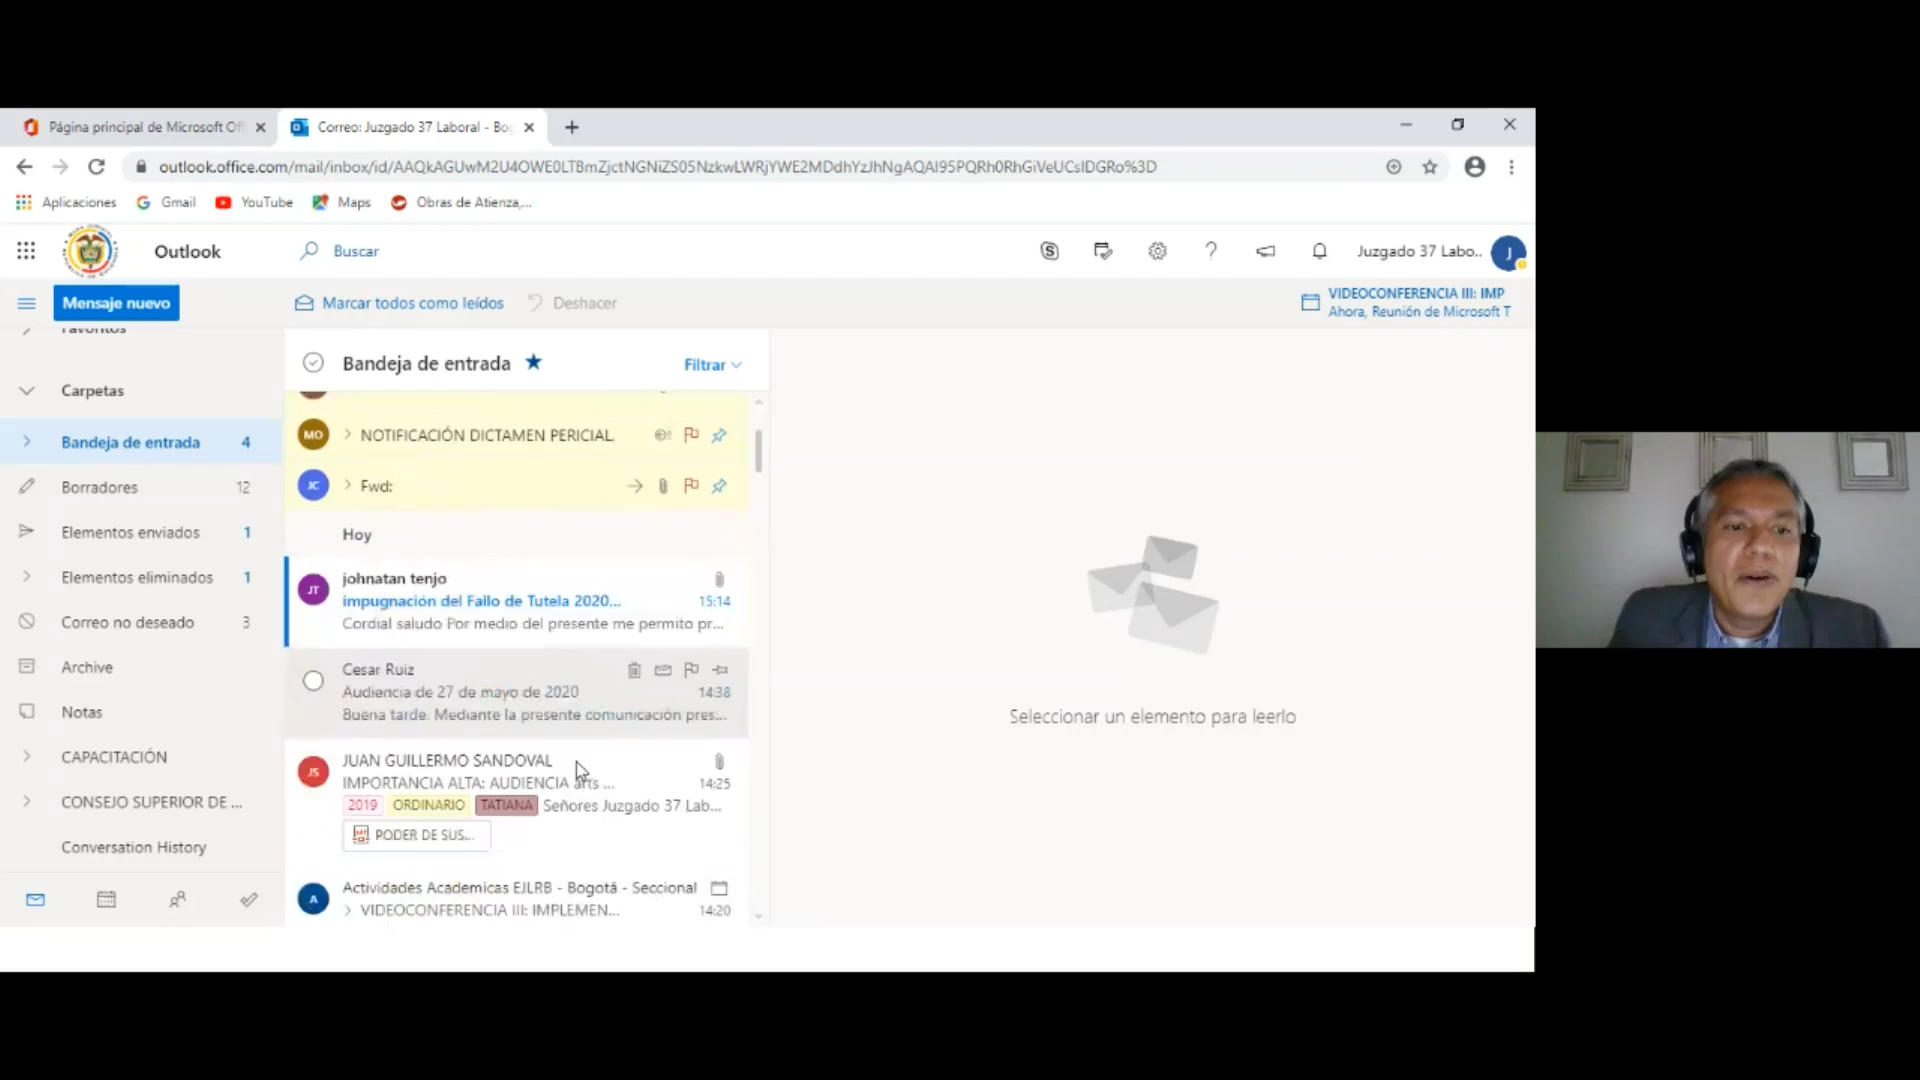 Página principal de Microsoft Of
Correo: Juzgado 37 Laboral - Bog
outlook.office.com/mail/inbox/id/AAQkAGUwM2U4OWE0LTBmZjctNGNiZS05NzkwLWRjYWE2MDdhYzJhNgAQAI95PQRh0RhGiVeUCsIDGRo%3D
Aplicaciones
Gmail
YouTube
Maps
Obras de Atienza,...
Outlook
Buscar
Juzgado 37 Labo..
J
Mensaje nuevo
Marcar todos como leídos
Deshacer
VIDEOCONFERENCIA III: IMP
Ahora, Reunión de Microsoft T
Favoritos
Carpetas
Bandeja de entrada 4
Borradores 12
Elementos enviados 1
Elementos eliminados 1
Correo no deseado 3
Archive
Notas
CAPACITACIÓN
CONSEJO SUPERIOR DE ...
Conversation History
Bandeja de entrada
Filtrar
MO NOTIFICACIÓN DICTAMEN PERICIAL.
JC Fwd:
Hoy
JT johnatan tenjo
impugnación del Fallo de Tutela 2020... 15:14
Cordial saludo Por medio del presente me permito pr...
Cesar Ruiz
Audiencia de 27 de mayo de 2020 14:38
Buena tarde. Mediante la presente comunicación pres...
JS JUAN GUILLERMO SANDOVAL
IMPORTANCIA ALTA: AUDIENCIA arts ... 14:25
2019 ORDINARIO TATIANA Señores Juzgado 37 Lab...
PODER DE SUS...
A Actividades Academicas EJLRB - Bogotá - Seccional
VIDEOCONFERENCIA III: IMPLEMEN... 14:20
Seleccionar un elemento para leerlo